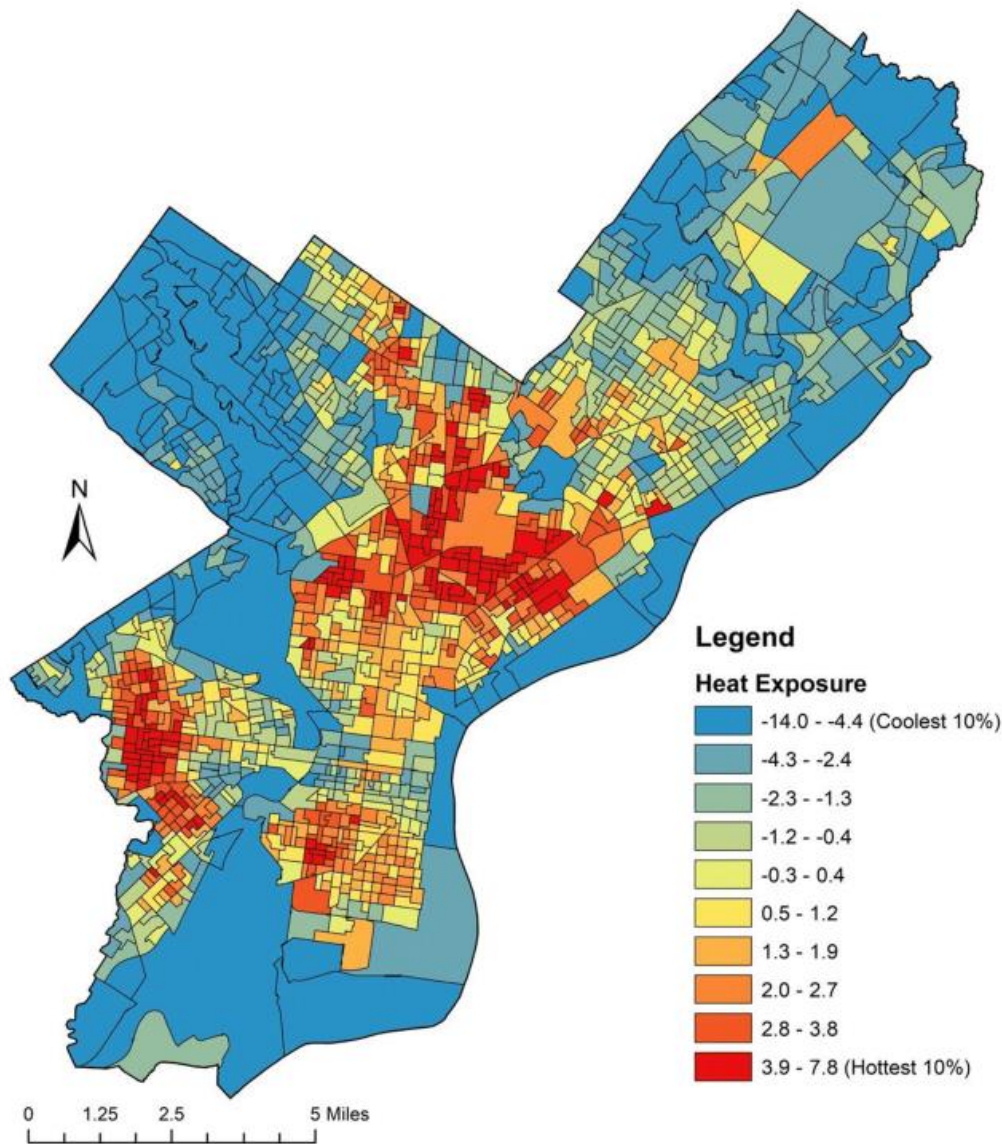 N
Legend
Heat Exposure
-14.0 - -4.4 (Coolest 10%)
-4.3 - -2.4
-2.3 - -1.3
-1.2 - -0.4
-0.3 - 0.4
0.5 - 1.2
1.3 - 1.9
2.0 - 2.7
2.8 - 3.8
3.9 - 7.8 (Hottest 10%)
0 1.25 2.5 5 Miles